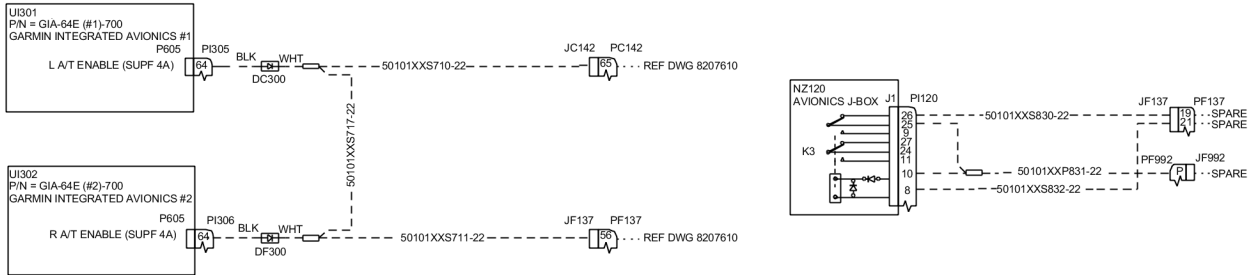 UI301
P/N = GIA-64E (#1)-700
GARMIN INTEGRATED AVIONICS #1
P605 PI305
L A/T ENABLE (SUPF 4A) 64 BLK WHT
DC300
50101XXS710-22
JC142 PC142
65 REF DWG 8207610
50101XXS717-22
UI302
P/N = GIA-64E (#2)-700
GARMIN INTEGRATED AVIONICS #2
P605 PI306
R A/T ENABLE (SUPF 4A) 64 BLK WHT
DF300
50101XXS711-22
JF137 PF137
56 REF DWG 8207610
NZ120
AVIONICS J-BOX J1 PI120
K3
26
25
9
27
24
11
10
8
50101XXS830-22
JF137 PF137
19 SPARE
21 SPARE
50101XXP831-22
PF992 JF992
P SPARE
50101XXS832-22